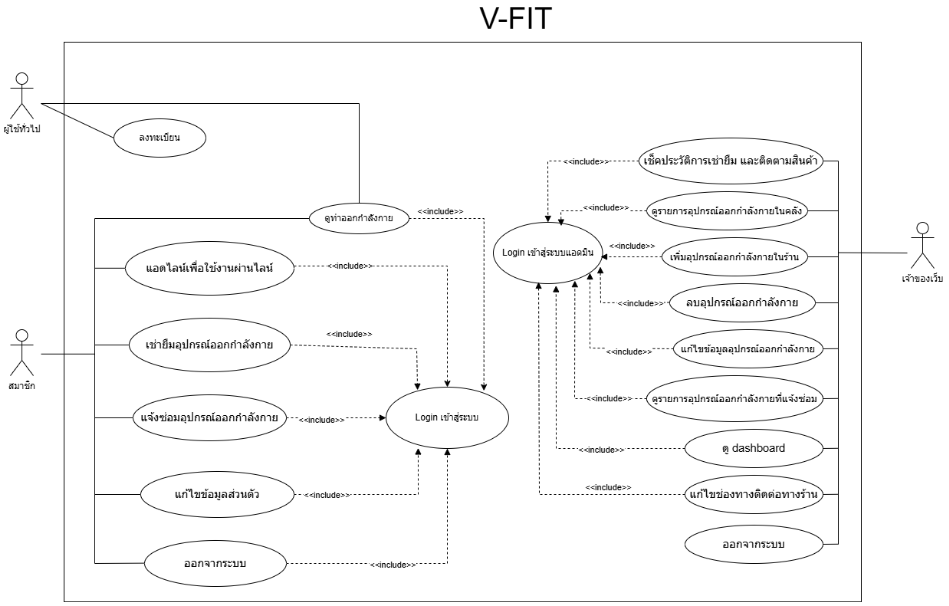 V-FIT
ผู้ใช้ทั่วไป
ลงทะเบียน
ดูท่าออกกำลังกาย
<<include>>
แอดไลน์เพื่อใช้งานผ่านไลน์
<<include>>
เช่ายืมอุปกรณ์ออกกำลังกาย
<<include>>
สมาชิก
แจ้งซ่อมอุปกรณ์ออกกำลังกาย
<<include>>
Login เข้าสู่ระบบ
แก้ไขข้อมูลส่วนตัว
<<include>>
ออกจากระบบ
<<include>>
เช็คประวัติการเช่ายืม และติดตามสินค้า
<<include>>
ดูรายการอุปกรณ์ออกกำลังกายในคลัง
<<include>>
Login เข้าสู่ระบบแอดมิน
<<include>>
เพิ่มอุปกรณ์ออกกำลังกายในร้าน
เจ้าของเว็บ
<<include>>
ลบอุปกรณ์ออกกำลังกาย
<<include>>
แก้ไขข้อมูลอุปกรณ์ออกกำลังกาย
<<include>>
ดูรายการอุปกรณ์ออกกำลังกายที่แจ้งซ่อม
<<include>>
ดู dashboard
<<include>>
แก้ไขช่องทางติดต่อทางร้าน
ออกจากระบบ